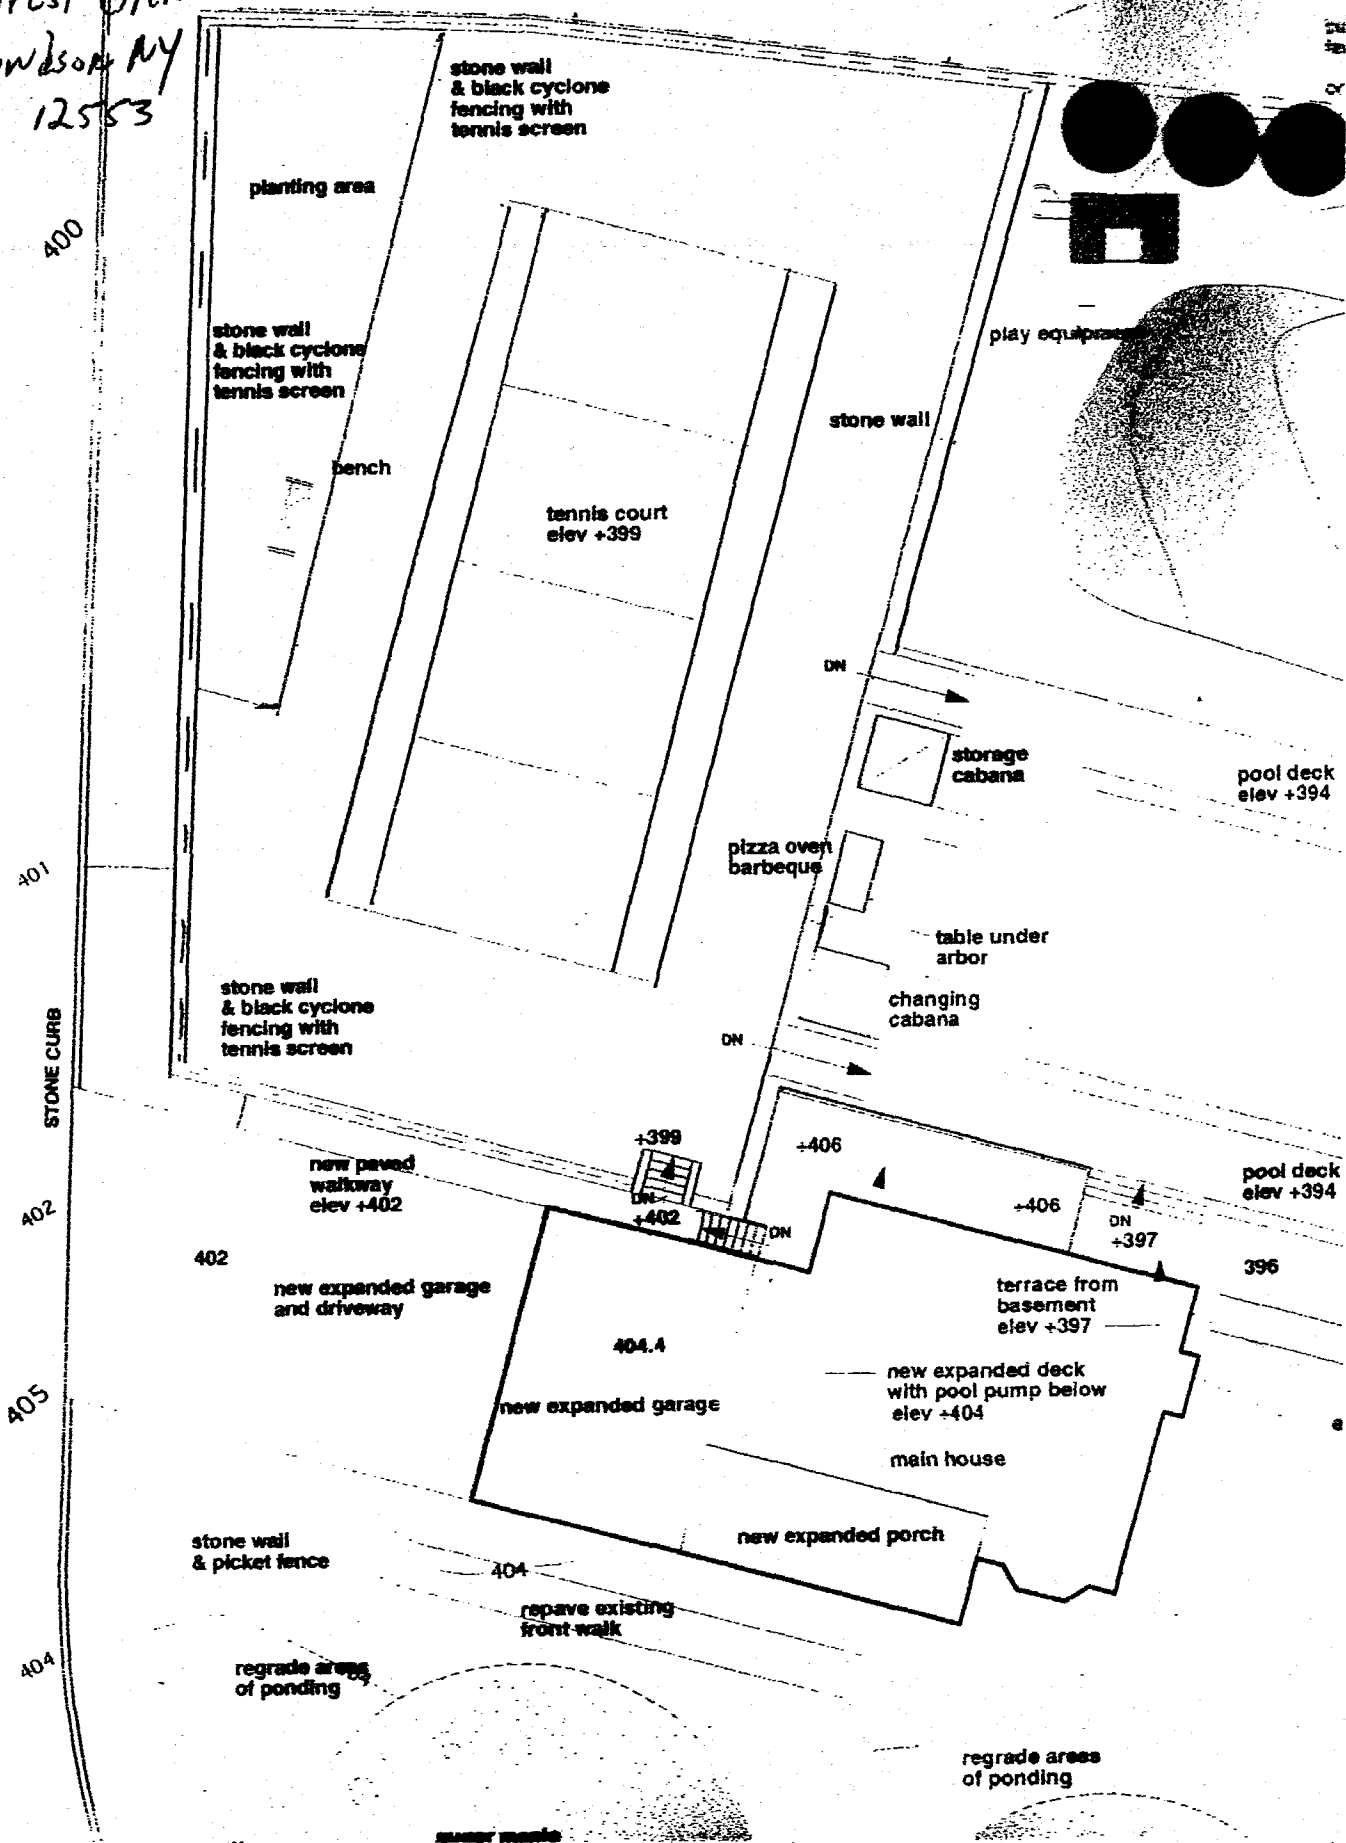 NY
12553
stone wall
& black cyclone
fencing with
tennis screen
planting area
400
stone wall
& black cyclone
fencing with
tennis screen
play
stone wall
bench
tennis court
elev +399
DN
storage
cabana
pool deck
elev +394
pizza oven
barbeque
401
table under
arbor
changing
cabana
stone wall
& black cyclone
fencing with
tennis screen
DN
STONE CURB
+399
+406
new paved
walkway
elev +402
pool deck
elev +394
DN
+402
DN
+406
DN
+397
402
402
396
new expanded garage
and driveway
terrace from
basement
elev +397
404.4
new expanded deck
with pool pump below
elev +404
405
new expanded garage
main house
new expanded porch
stone wall
& picket fence
404
repave existing
front walk
404
regrade areas
of ponding
regrade areas
of ponding